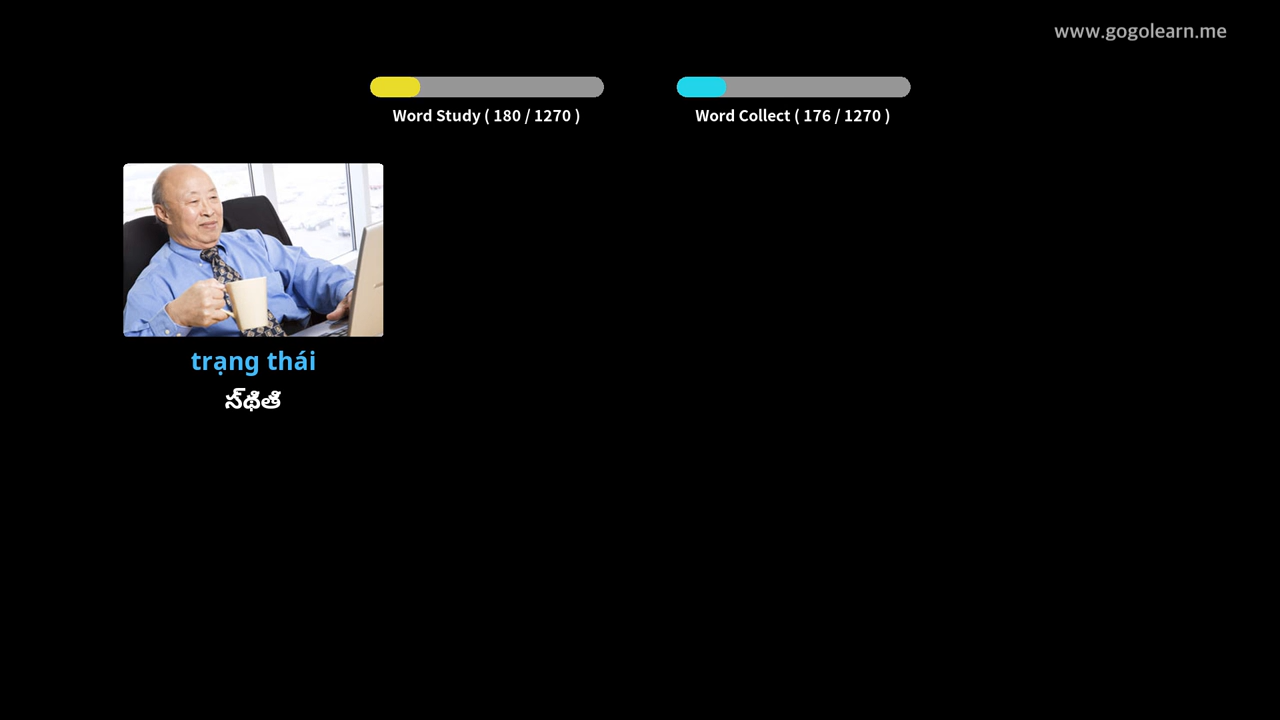 www.gogolearn.me
Word Study ( 180 / 1270 )
Word Collect ( 176 / 1270 )
trạng thái
స్థితి